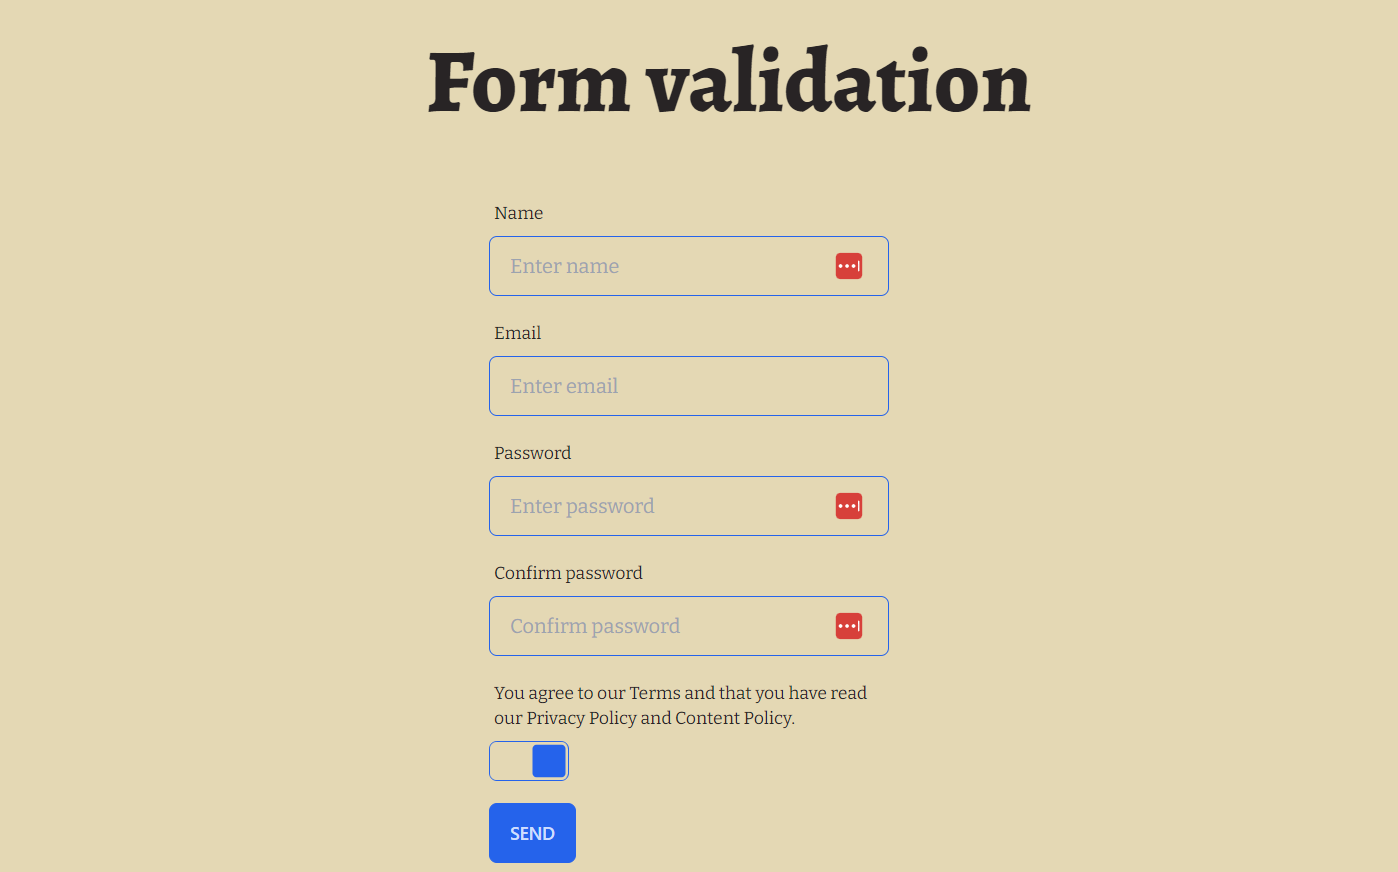 Form validation
Name
Enter name
Email
Enter email
Password
Enter password
Confirm password
Confirm password
You agree to our Terms and that you have read
our Privacy Policy and Content Policy.
SEND